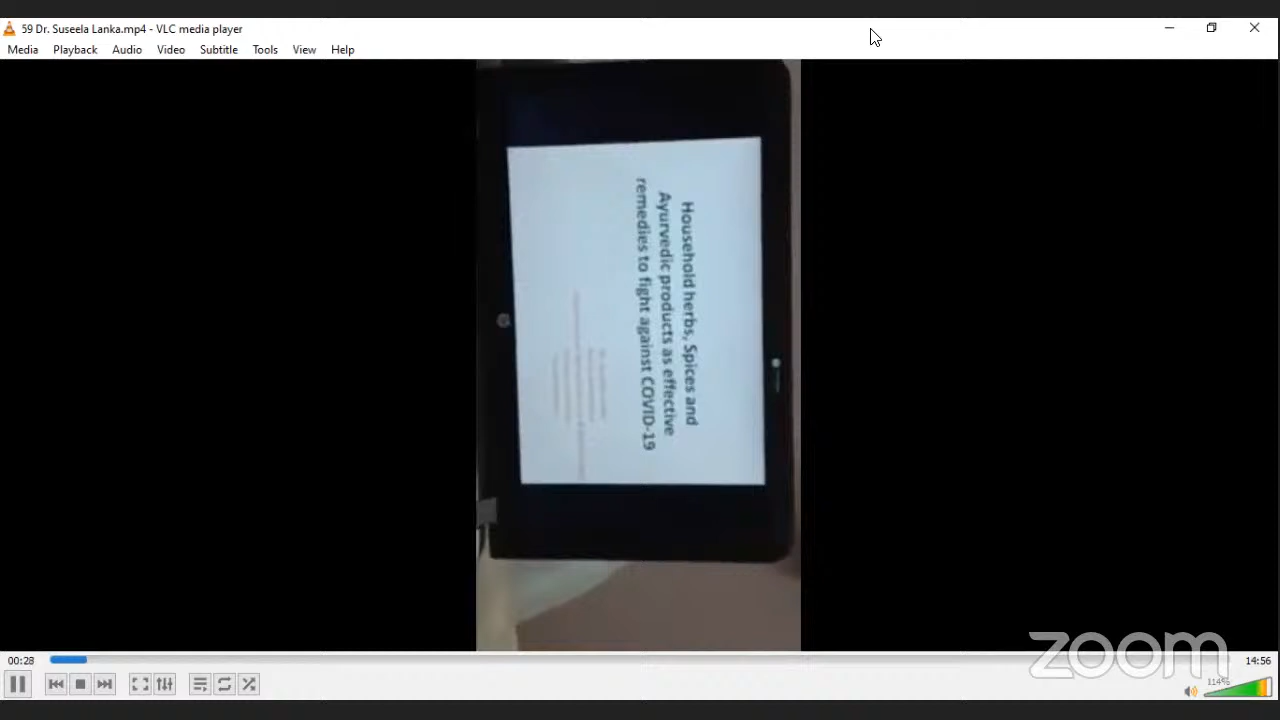 59 Dr. Suseela Lanka.mp4 - VLC media player
Media Playback Audio Video Subtitle Tools View Help
Household herbs, Spices and
Ayurvedic products as effective
remedies to fight against COVID-19
zoom
00:28
14:56
114%